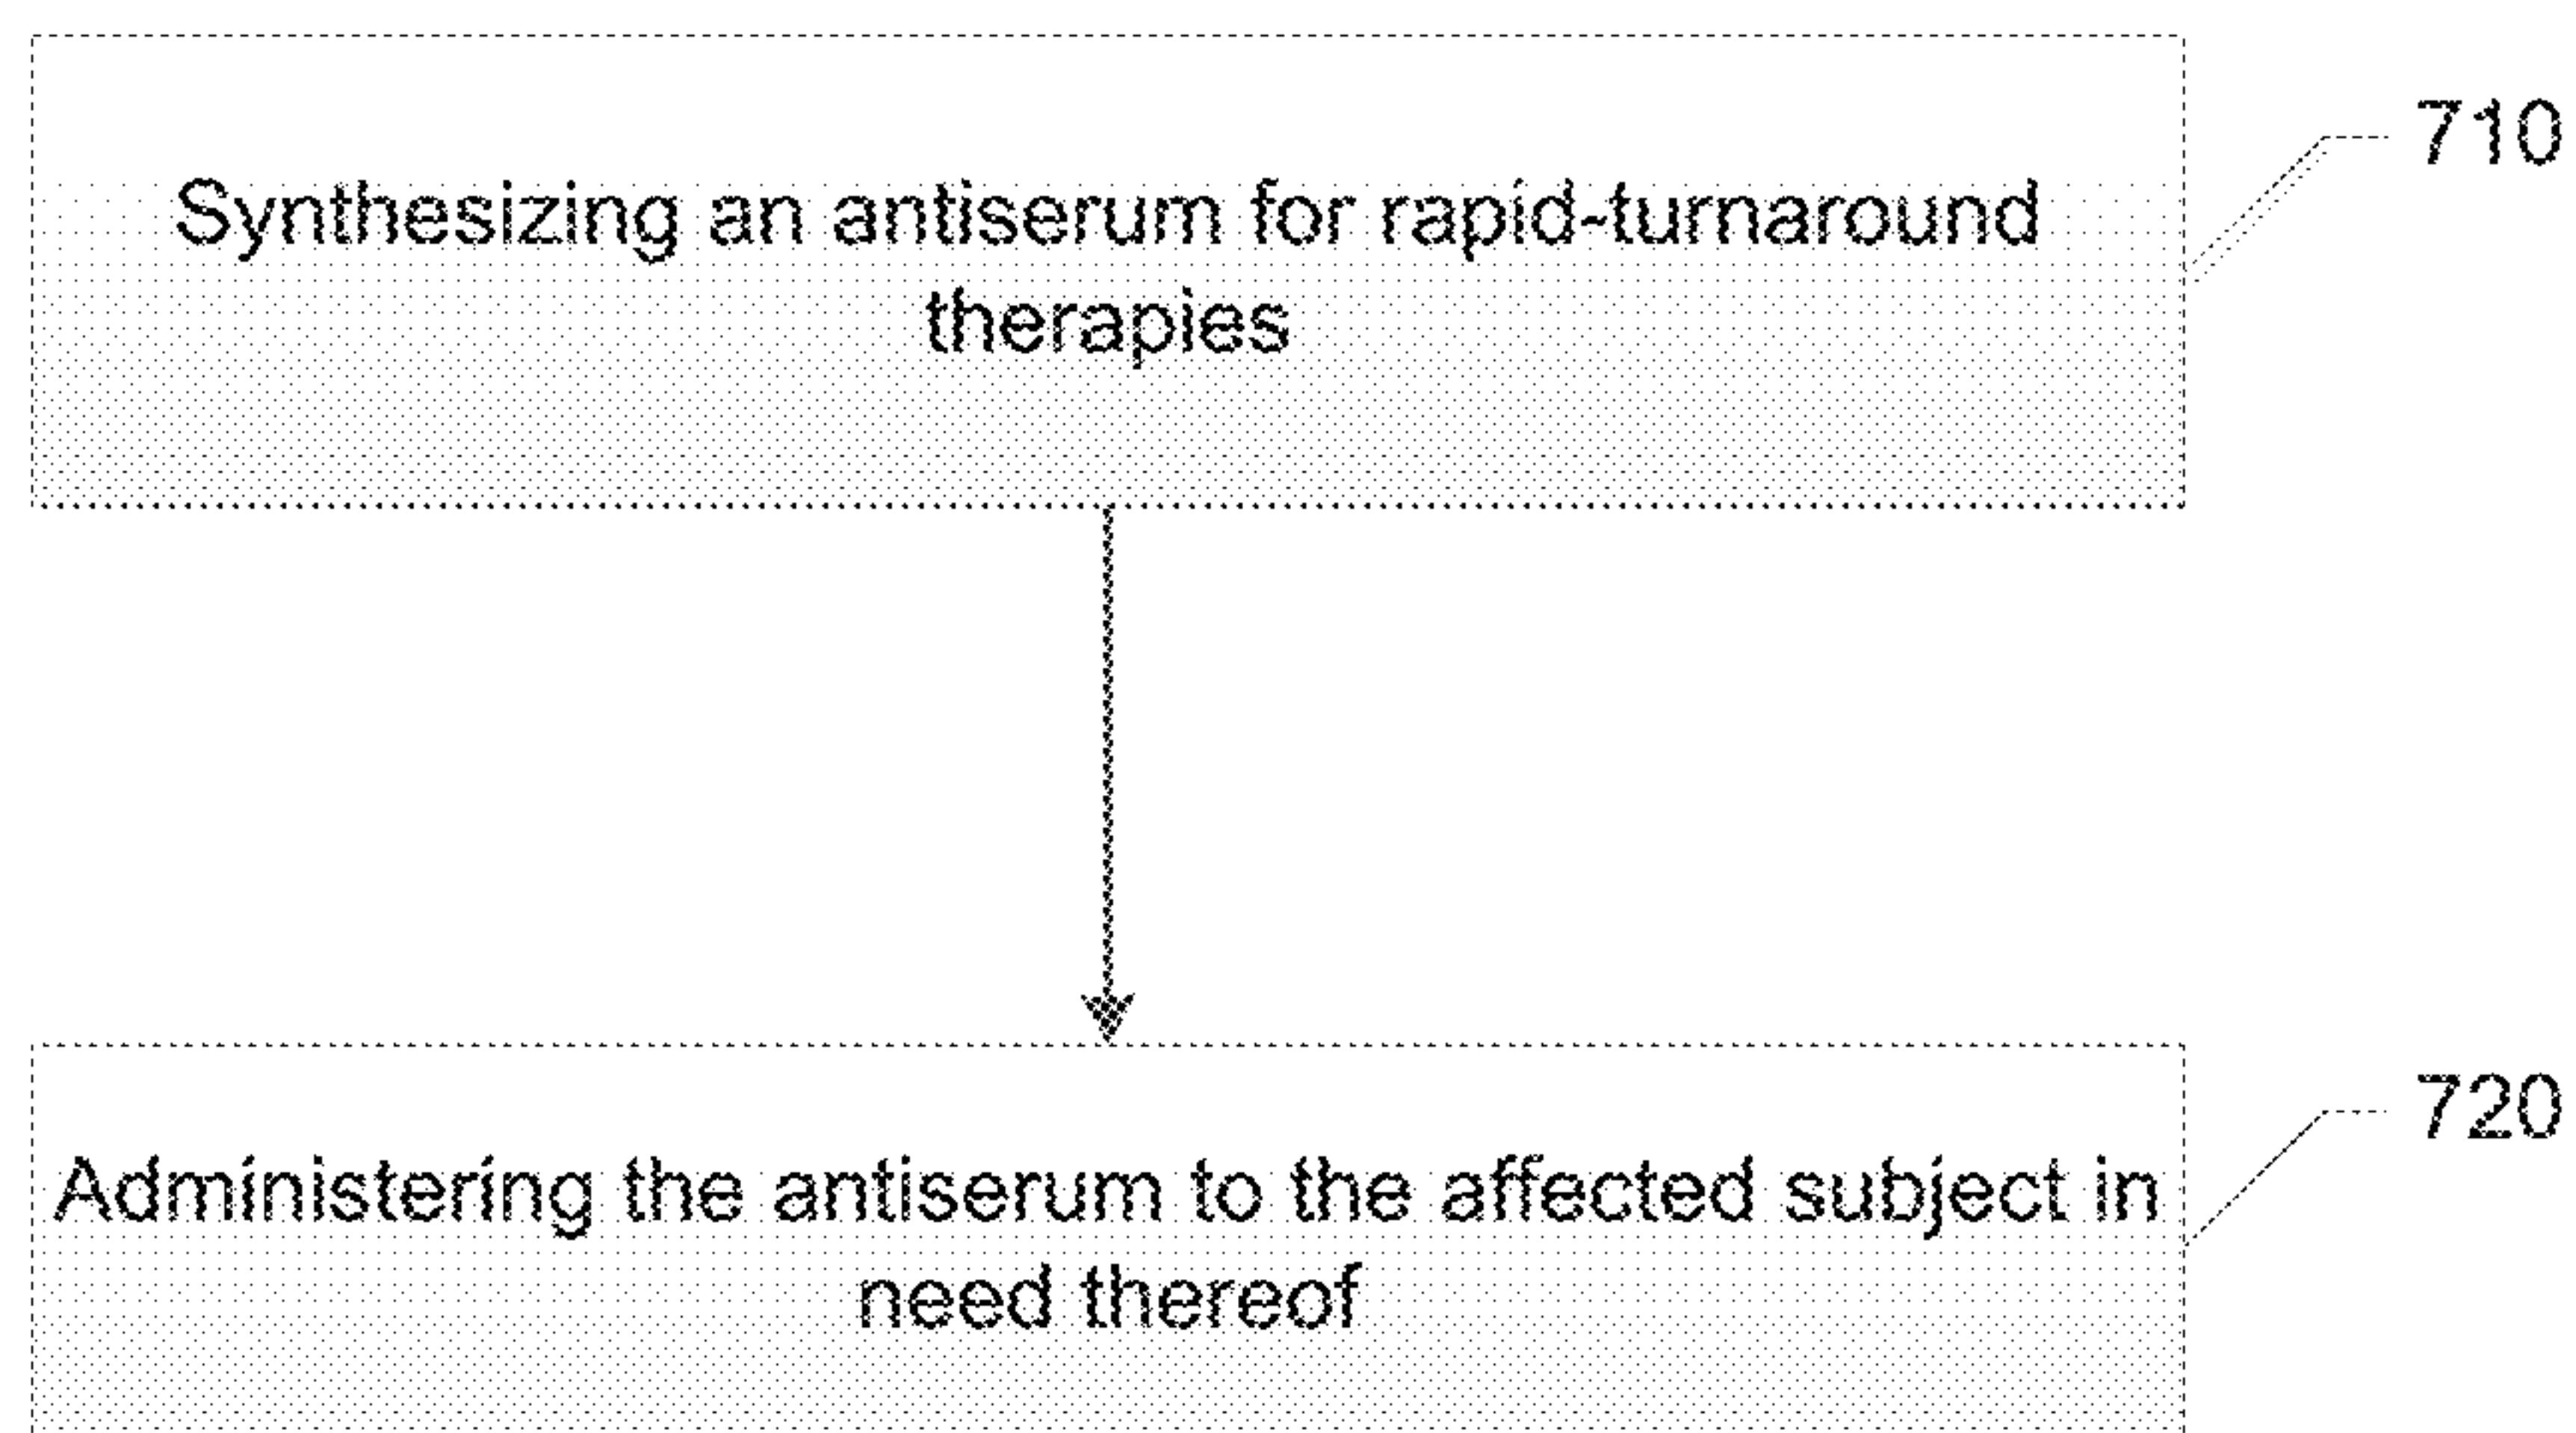 Synthesizing an antiserum for rapid-turnaround
therapies
710
Administering the antiserum to the affected subject in
need thereof
720